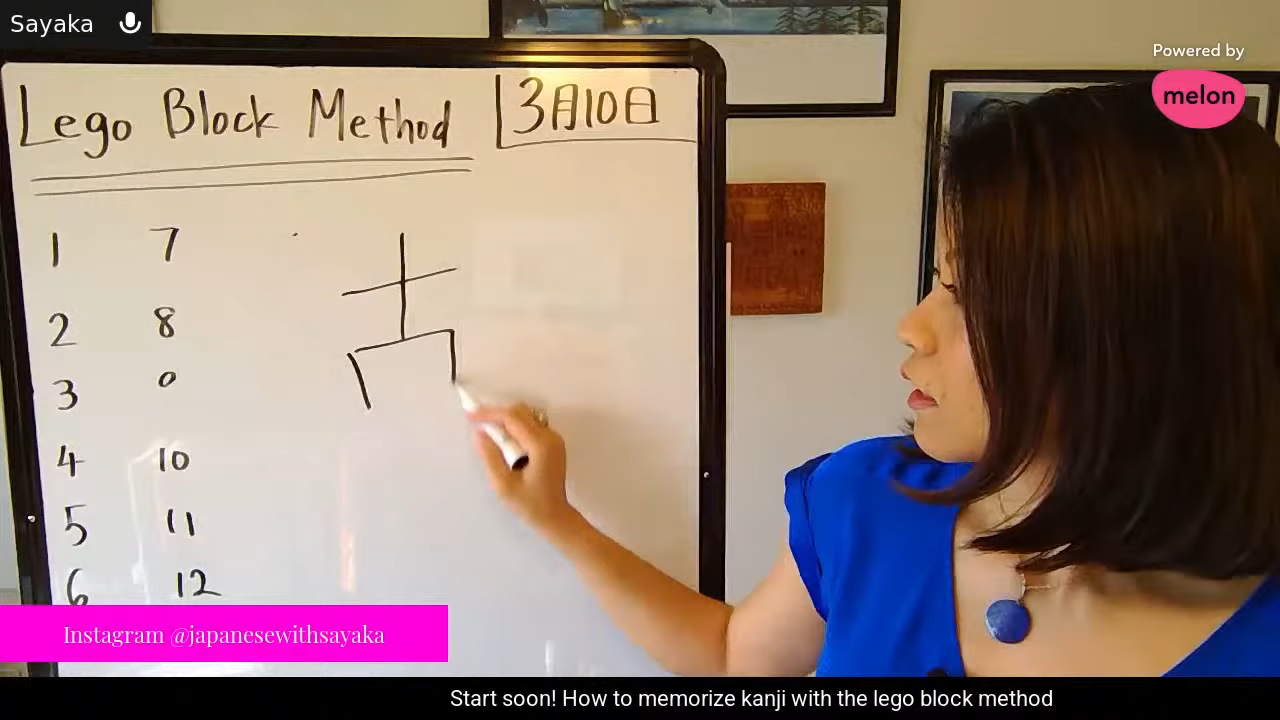 Sayaka
Powered by
melon
Lego Block Method
3月10日
1 7
2 8
3 0
4 10
5 11
6 12
Instagram @japanesewithsayaka
Start soon! How to memorize kanji with the lego block method